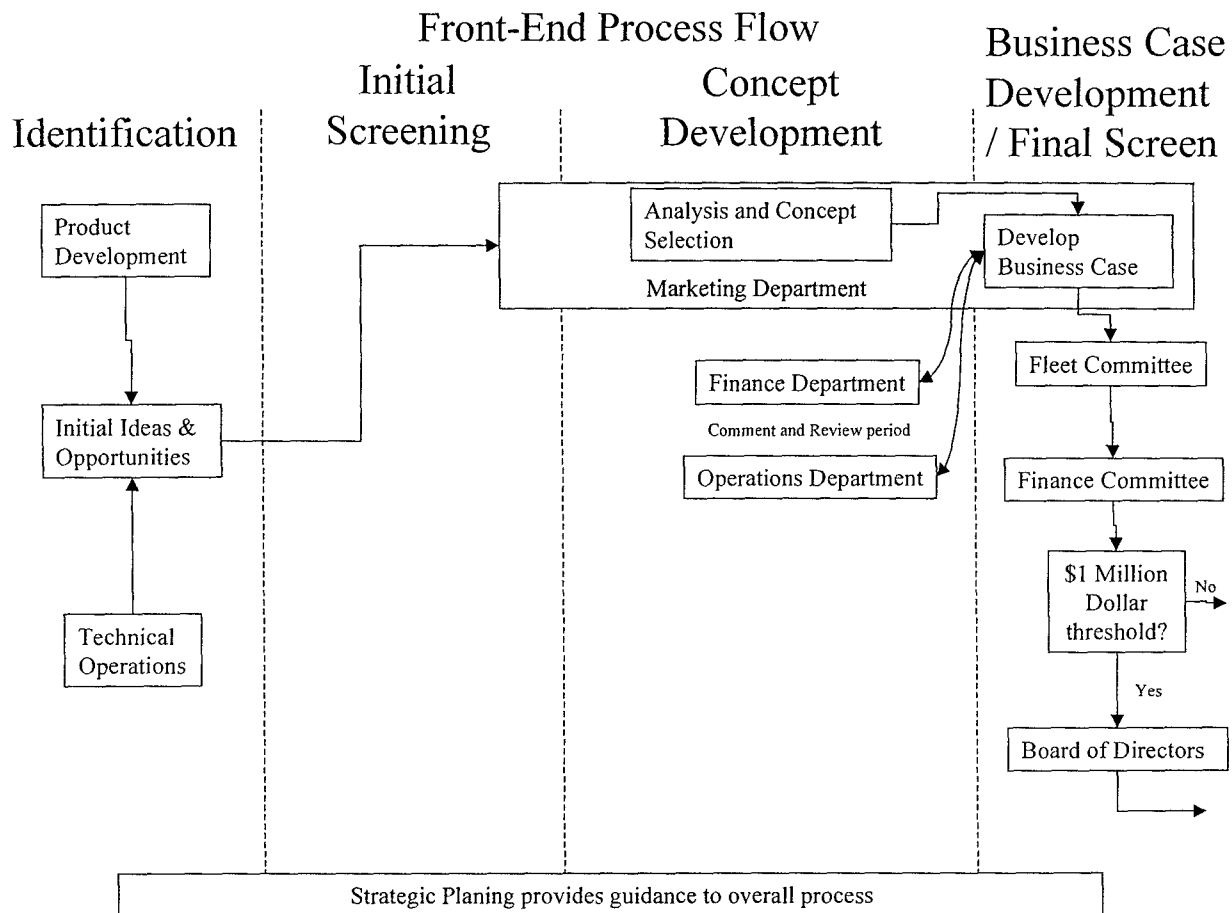 Front-End Process Flow
Identification
Initial
Screening
Concept
Development
Business Case
Development
/ Final Screen
Product
Development
Initial Ideas &
Opportunities
Technical
Operations
Analysis and Concept
Selection
Marketing Department
Develop
Business Case
Finance Department
Comment and Review period
Operations Department
Fleet Committee
Finance Committee
$1 Million
Dollar
threshold?
No
Yes
Board of Directors
Strategic Planing provides guidance to overall process